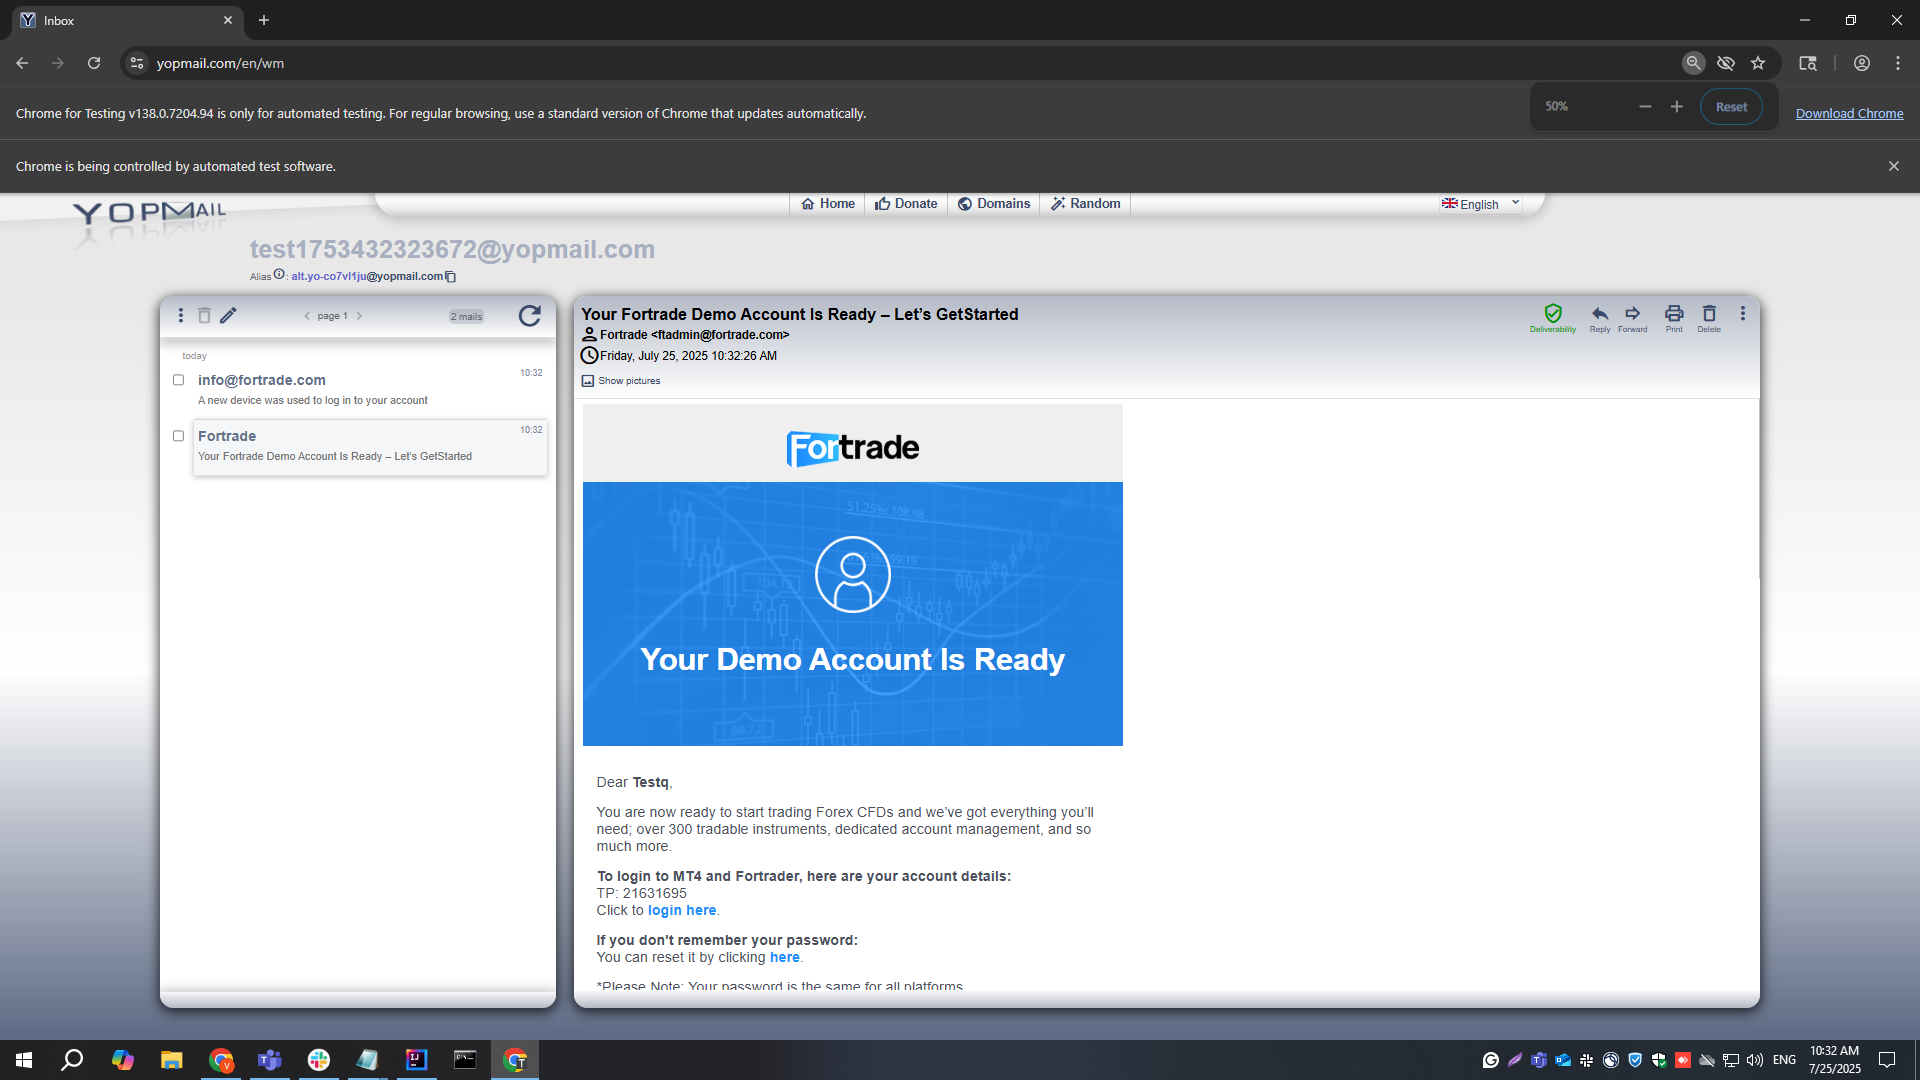 Inbox
yopmail.com/en/wm
Chrome for Testing v138.0.7204.94 is only for automated testing. For regular browsing, use a standard version of Chrome that updates automatically.
50%
Reset
Download Chrome
Chrome is being controlled by automated test software.
YOPMAIL
Home
Donate
Domains
Random
English
test1753432323672@yopmail.com
Alias : alt.yo-co7vl1ju@yopmail.com
page 1
2 mails
today
info@fortrade.com
10:32
A new device was used to log in to your account
Fortrade
10:32
Your Fortrade Demo Account Is Ready – Let's GetStarted
Your Fortrade Demo Account Is Ready – Let's GetStarted
Fortrade <ftadmin@fortrade.com>
Friday, July 25, 2025 10:32:26 AM
Show pictures
Deliverability
Reply
Forward
Print
Delete
Fortrade
51.25%; 108.98
99.19
104.13
86.72
Your Demo Account Is Ready
Dear Testq,
You are now ready to start trading Forex CFDs and we've got everything you'll
need; over 300 tradable instruments, dedicated account management, and so
much more.
To login to MT4 and Fortrader, here are your account details:
TP: 21631695
Click to login here.
If you don't remember your password:
You can reset it by clicking here.
*Please Note: Your password is the same for all platforms
ENG
10:32 AM
7/25/2025